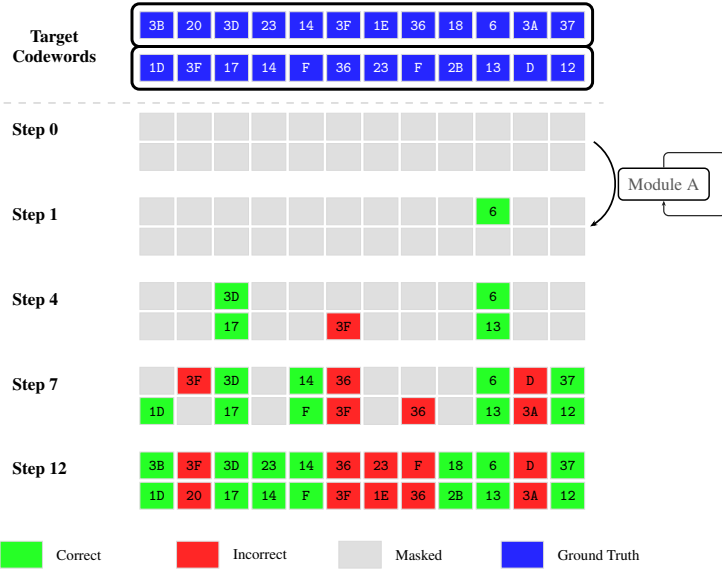 Target
Codewords
3B 20 3D 23 14 3F 1E 36 18 6 3A 37
1D 3F 17 14 F 36 23 F 2B 13 D 12
Step 0
Module A
Step 1
6
Step 4
3D 6
17 3F 13
Step 7
3F 3D 14 36 6 D 37
1D 17 F 3F 36 13 3A 12
Step 12
3B 3F 3D 23 14 36 23 F 18 6 D 37
1D 20 17 14 F 3F 1E 36 2B 13 3A 12
Correct Incorrect Masked Ground Truth